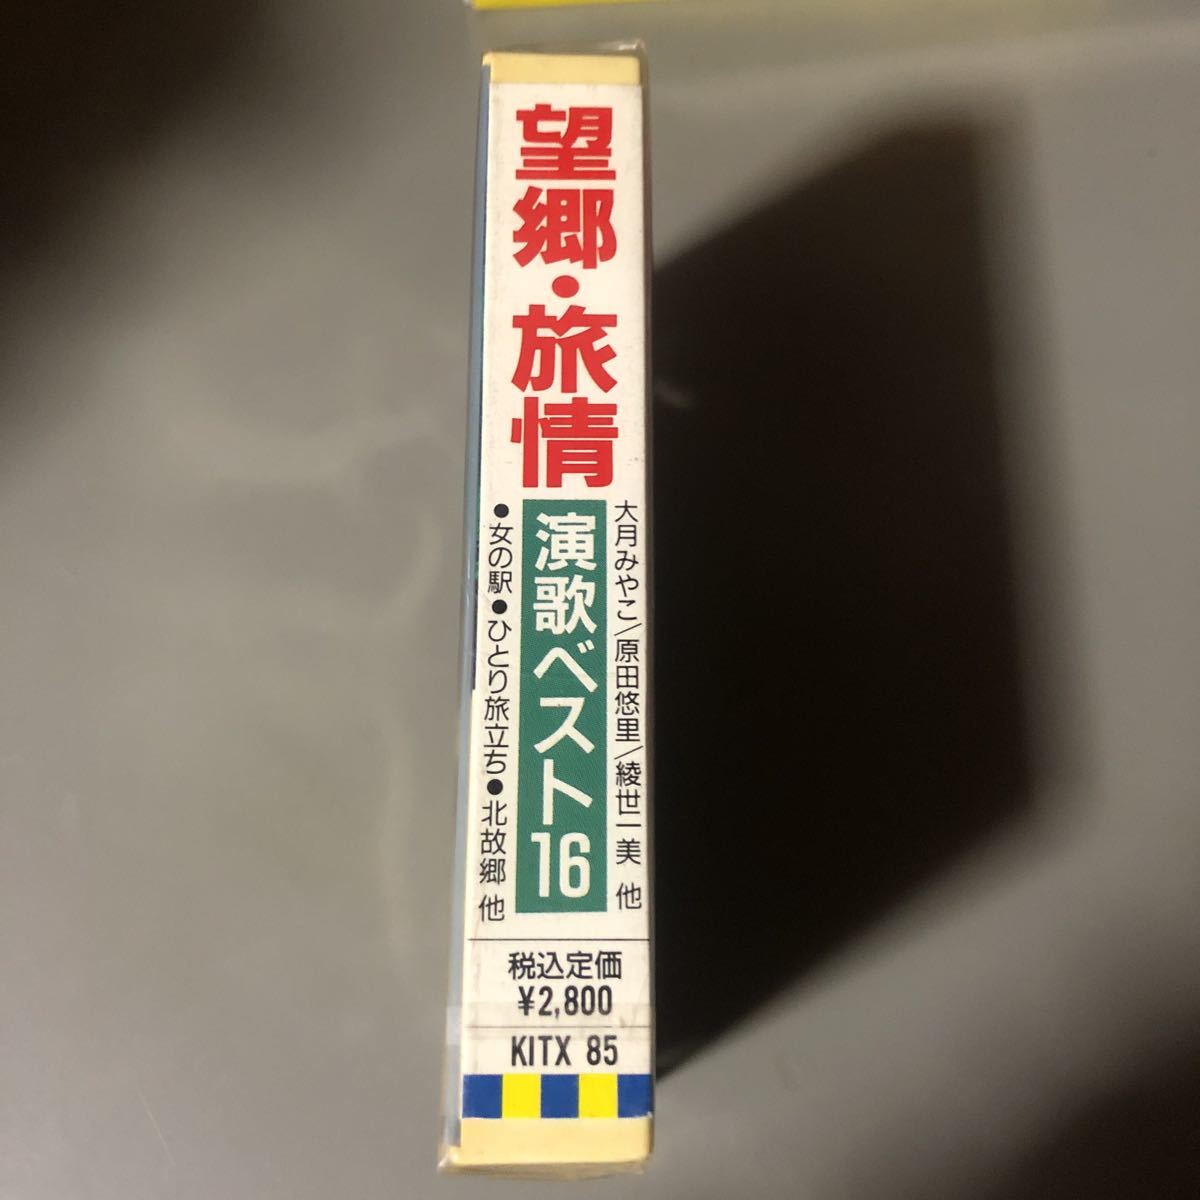 望郷・旅情
演歌ベスト16
大月みやこ/原田悠里/綾世一美 他
●女の駅●ひとり旅立ち●北故郷 他
税込定価
¥2,800
KITX 85